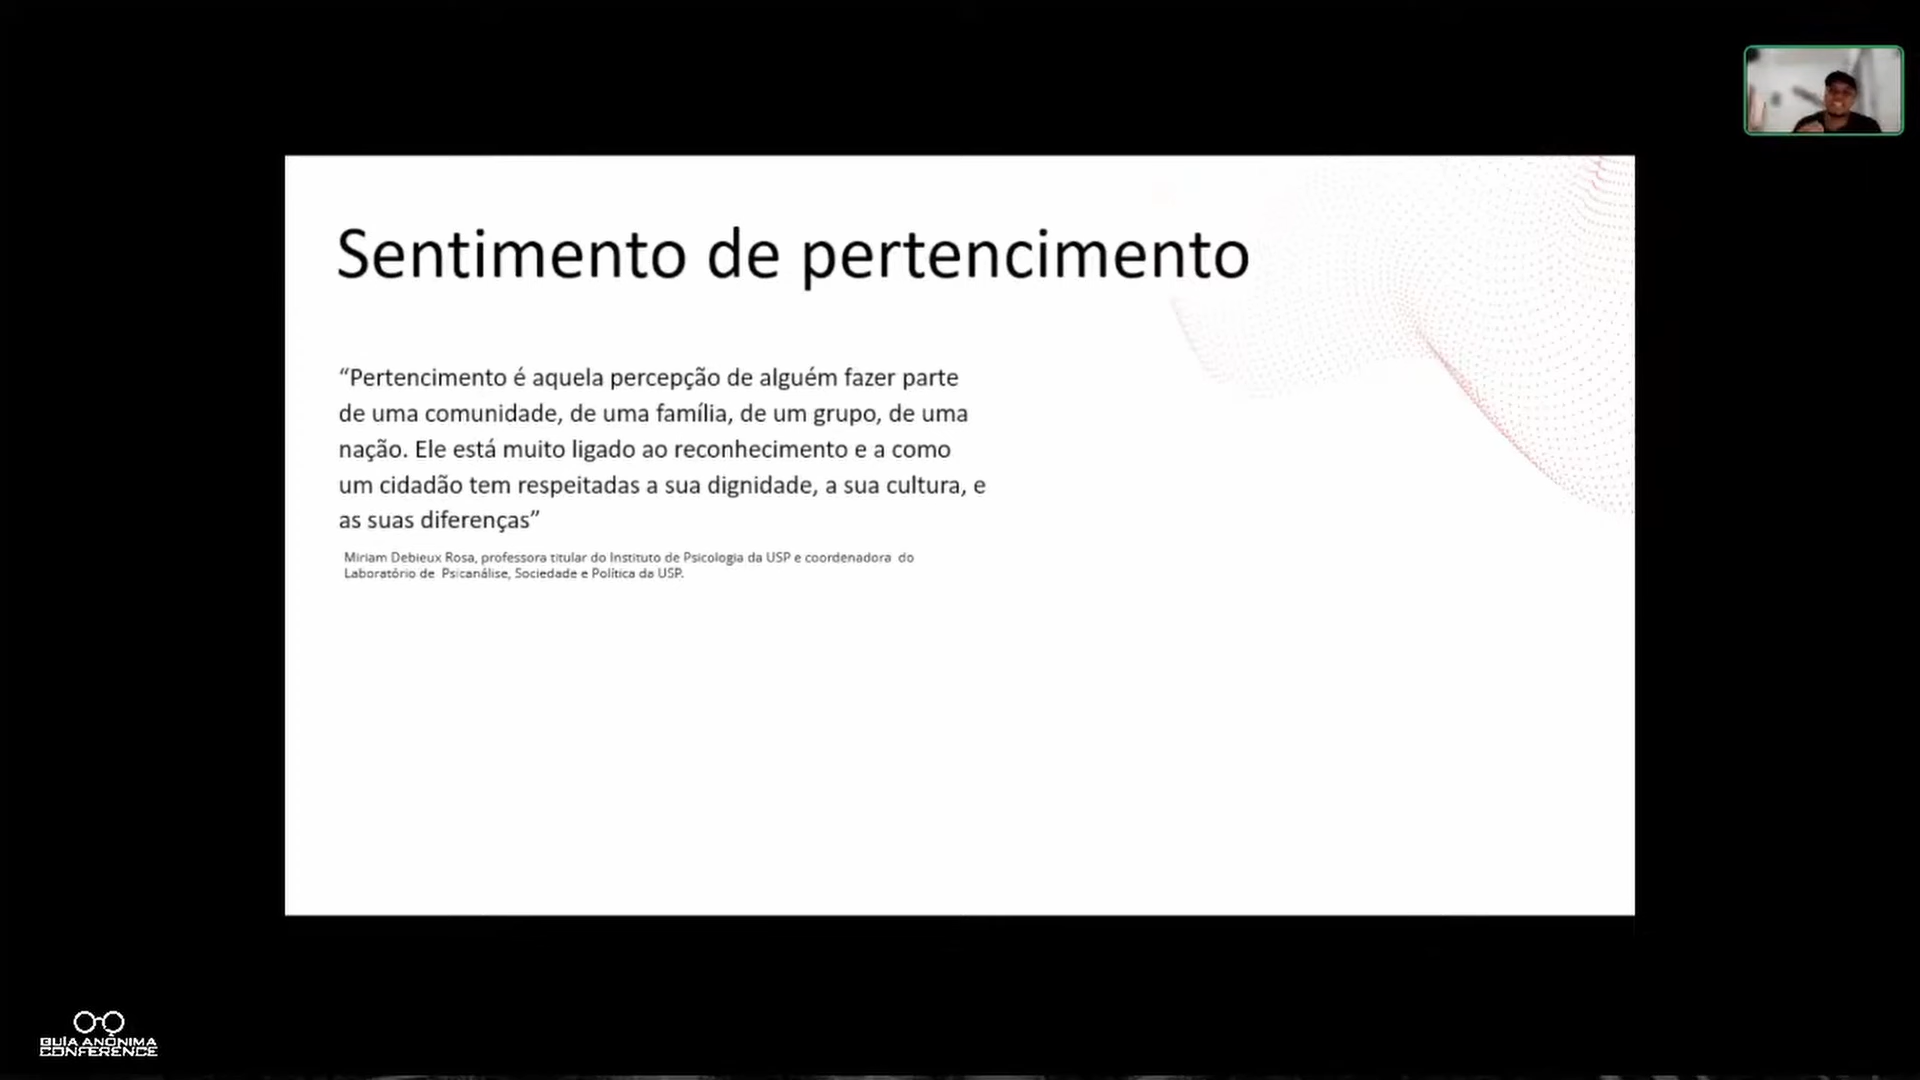 Sentimento de pertencimento
“Pertencimento é aquela percepção de alguém fazer parte
de uma comunidade, de uma família, de um grupo, de uma
nação. Ele está muito ligado ao reconhecimento e a como
um cidadão tem respeitadas a sua dignidade, a sua cultura, e
as suas diferenças”
Miriam Debieux Rosa, professora titular do Instituto de Psicologia da USP e coordenadora do
Laboratório de Psicanálise, Sociedade e Política da USP.
GUIA ANÔNIMA
CONFERENCE